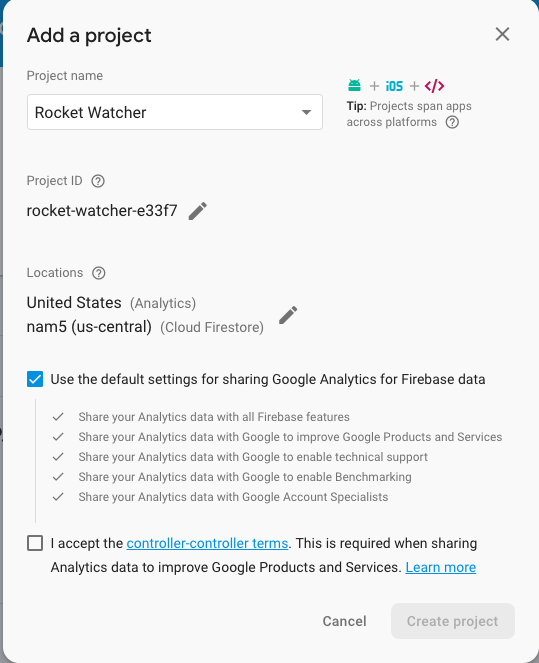 Add a project
Project name
Rocket Watcher
+ iOS + </>
Tip: Projects span apps
across platforms ?
Project ID ?
rocket-watcher-e33f7
Locations ?
United States (Analytics)
nam5 (us-central) (Cloud Firestore)
Use the default settings for sharing Google Analytics for Firebase data
Share your Analytics data with all Firebase features
Share your Analytics data with Google to improve Google Products and Services
Share your Analytics data with Google to enable technical support
Share your Analytics data with Google to enable Benchmarking
Share your Analytics data with Google Account Specialists
I accept the controller-controller terms. This is required when sharing
Analytics data to improve Google Products and Services. Learn more
Cancel Create project